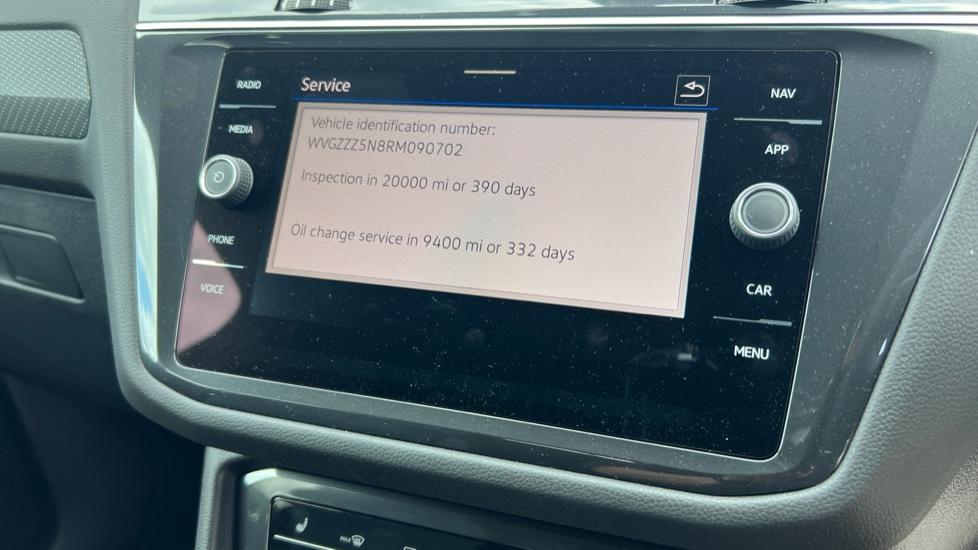 RADIO
MEDIA
PHONE
VOICE
Service
Vehicle identification number:
WVGZZZ5N8RM090702
Inspection in 20000 mi or 390 days
Oil change service in 9400 mi or 332 days
NAV
APP
CAR
MENU
MAX